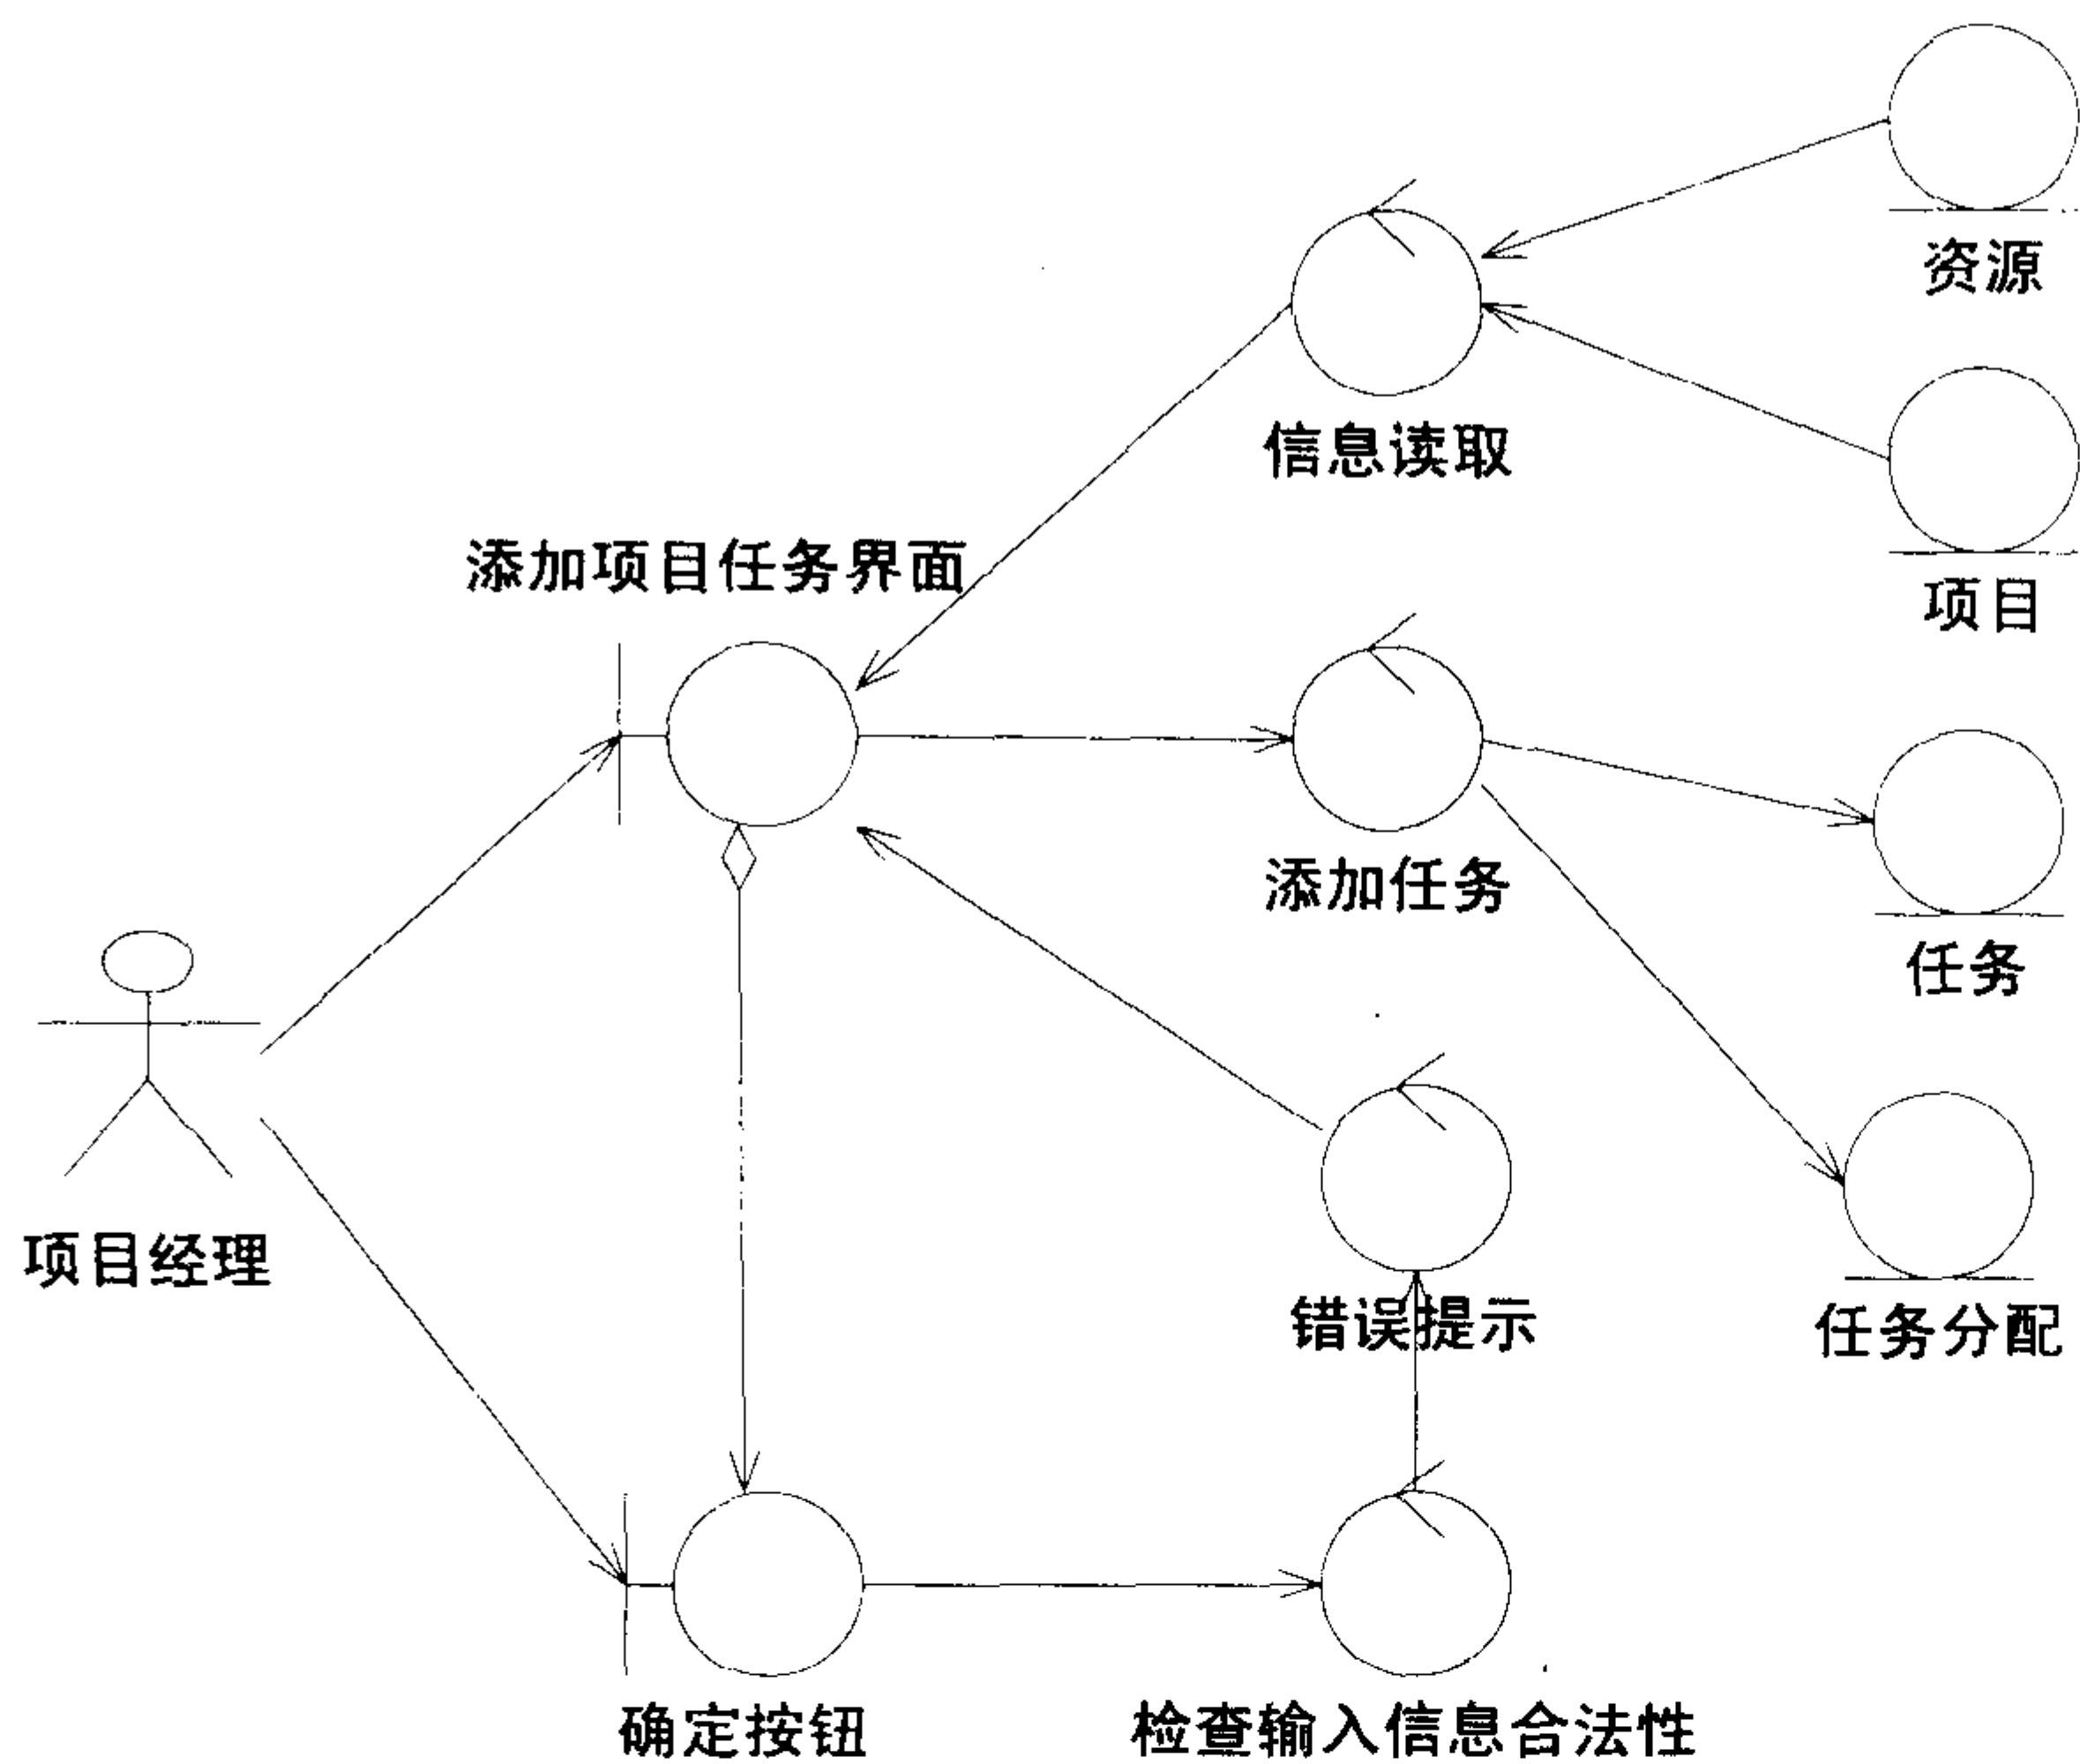 资源
信息读取
添加项目任务界面
项目
添加任务
任务
项目经理
错误提示
任务分配
确定按钮
检查输入信息合法性